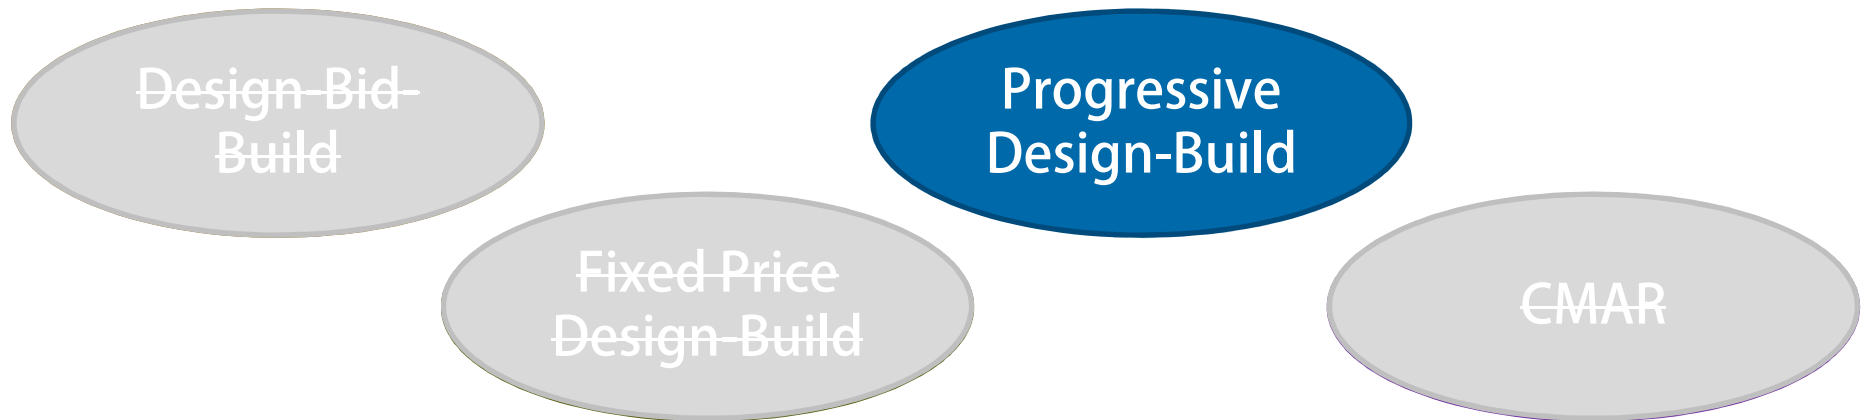 Design-Bid-
Build
Progressive
Design-Build
Fixed Price
Design-Build
CMAR